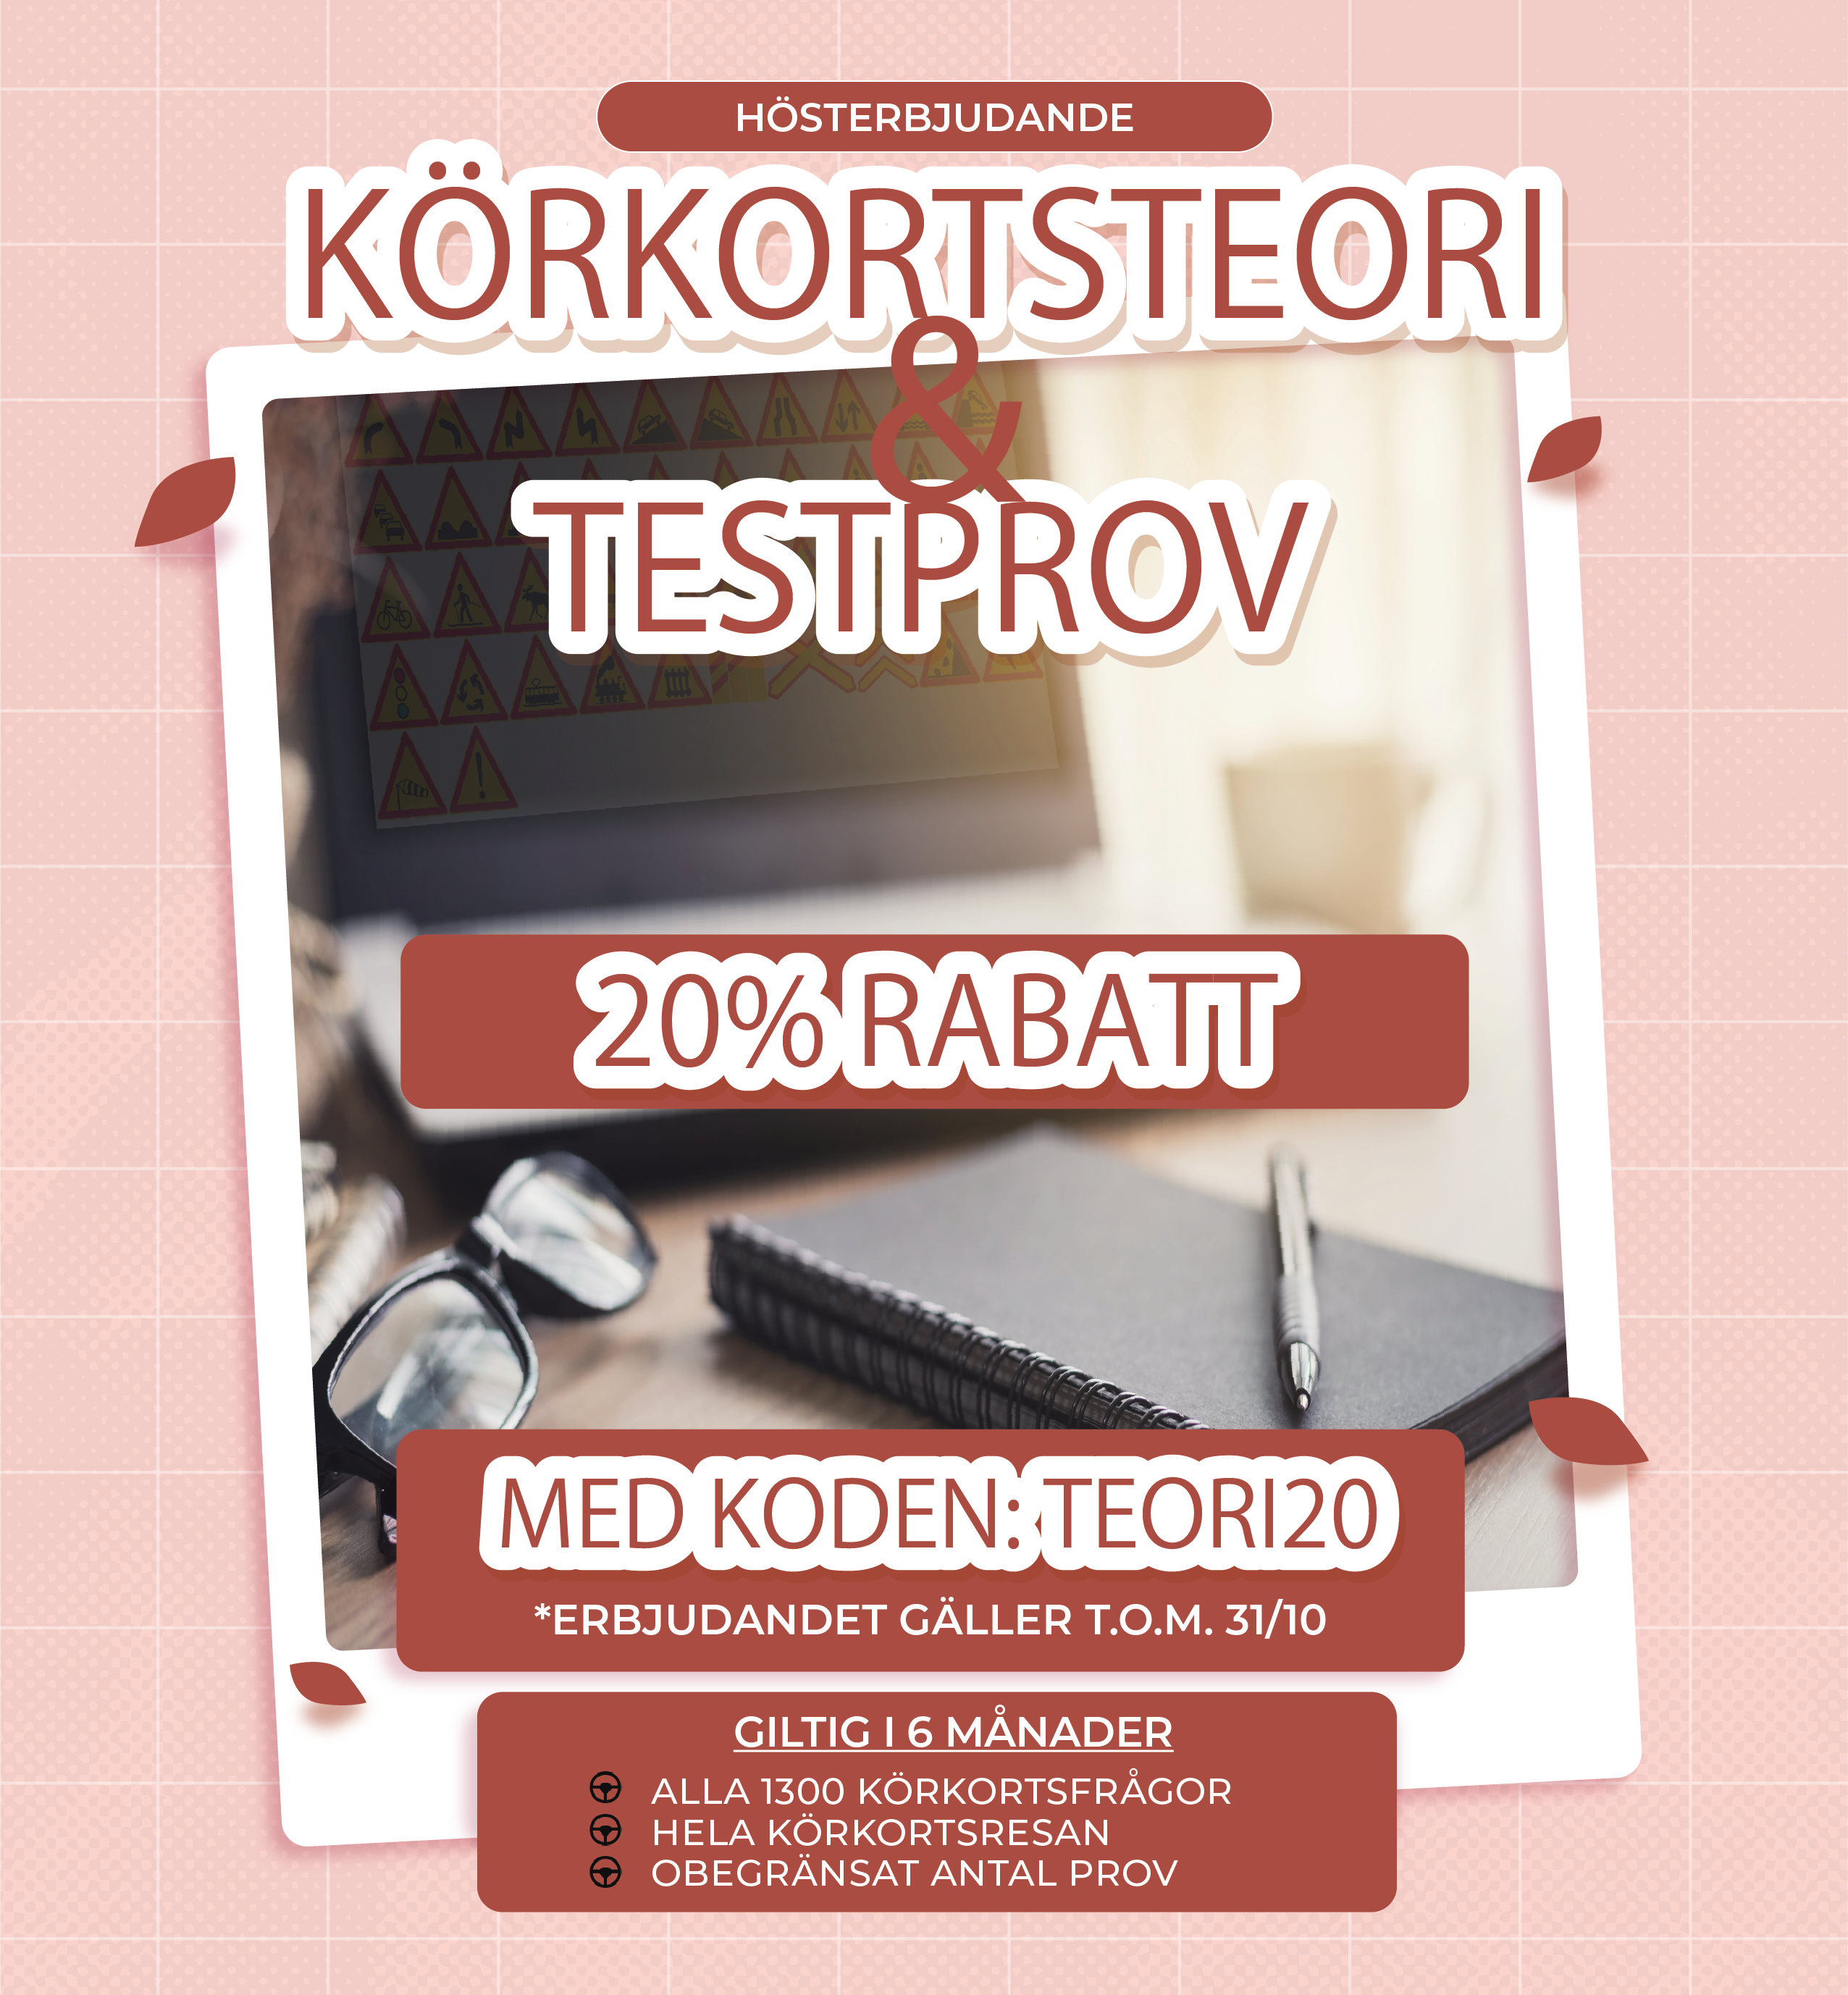 HÖSTERBJUDANDE
KÖRKORTSTEORI
&
TESTPROV
20% RABATT
MED KODEN: TEORI20
*ERBJUDANDET GÄLLER T.O.M. 31/10
GILTIG I 6 MÅNADER
ALLA 1300 KÖRKORTSFRÅGOR
HELA KÖRKORTSRESAN
OBEGRÄNSAT ANTAL PROV